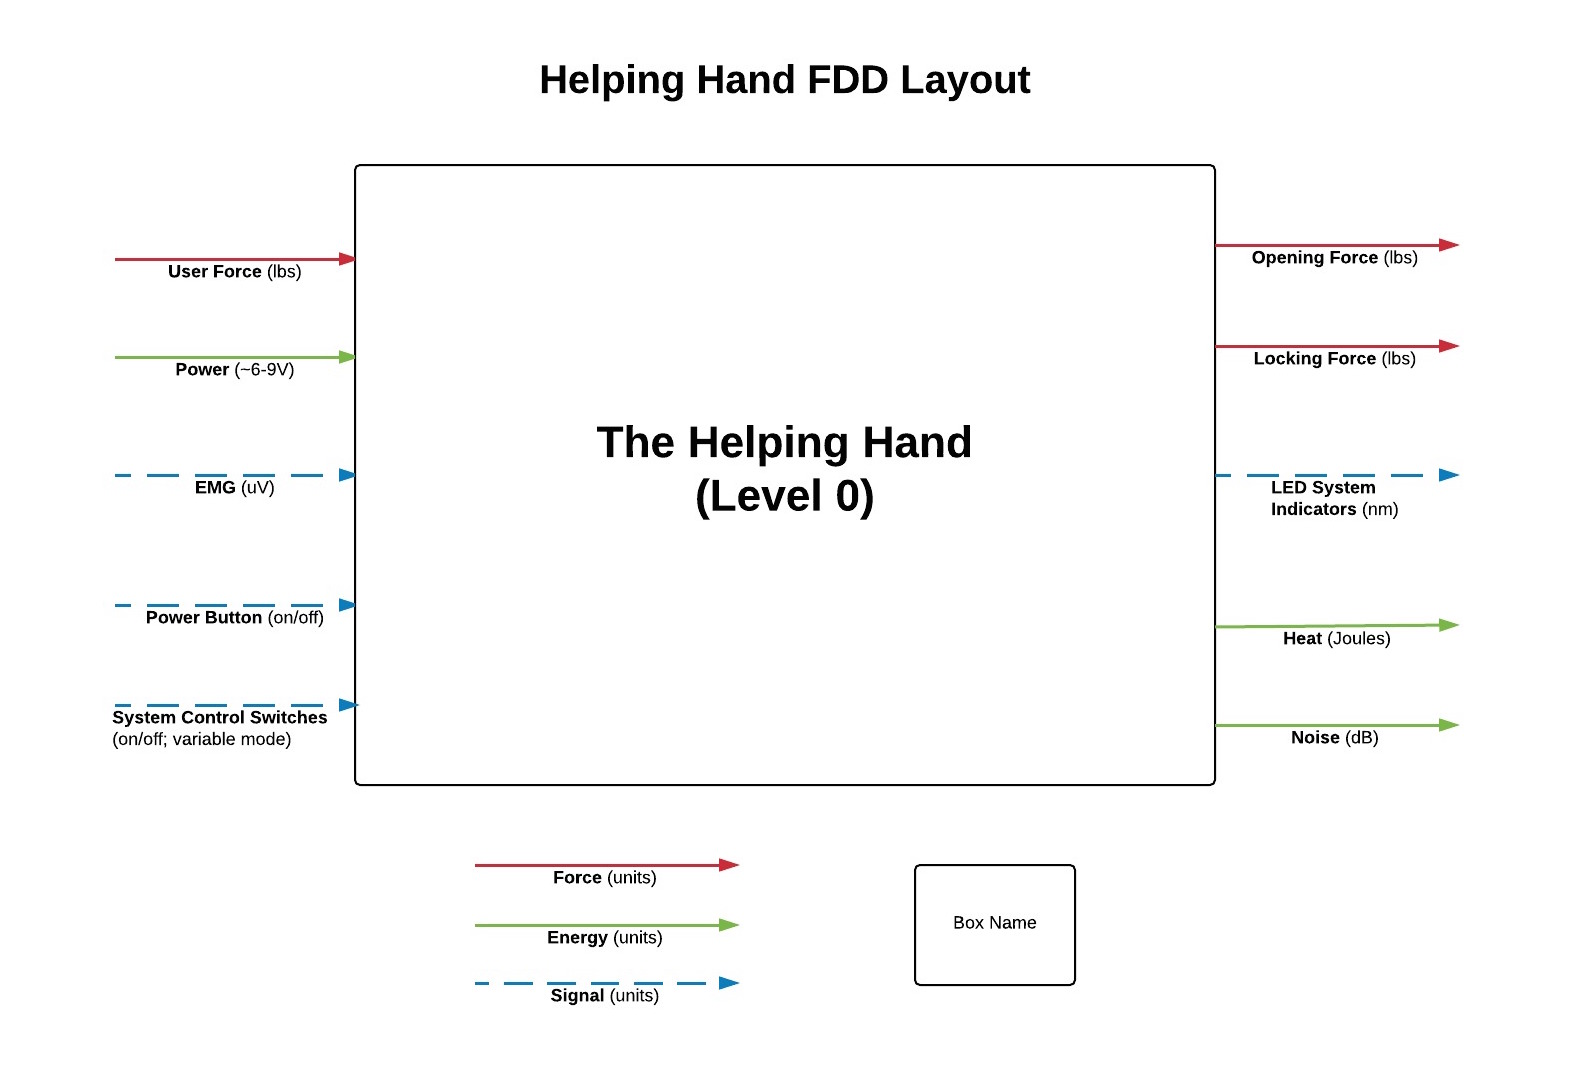 Helping Hand FDD Layout
User Force (lbs)
Power (~6-9V)
EMG (uV)
Power Button (on/off)
System Control Switches
(on/off; variable mode)
The Helping Hand
(Level 0)
Opening Force (lbs)
Locking Force (lbs)
LED System
Indicators (nm)
Heat (Joules)
Noise (dB)
Force (units)
Energy (units)
Signal (units)
Box Name